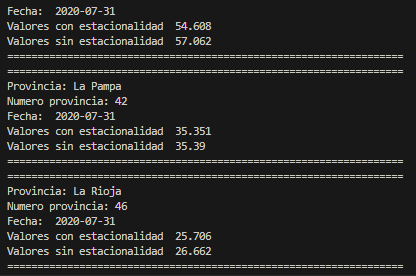 Fecha:  2020-07-31
Valores con estacionalidad  54.608
Valores sin estacionalidad  57.062
==================================================================
==================================================================
Provincia: La Pampa
Numero provincia: 42
Fecha:  2020-07-31
Valores con estacionalidad  35.351
Valores sin estacionalidad  35.39
==================================================================
==================================================================
Provincia: La Rioja
Numero provincia: 46
Fecha:  2020-07-31
Valores con estacionalidad  25.706
Valores sin estacionalidad  26.662
==================================================================